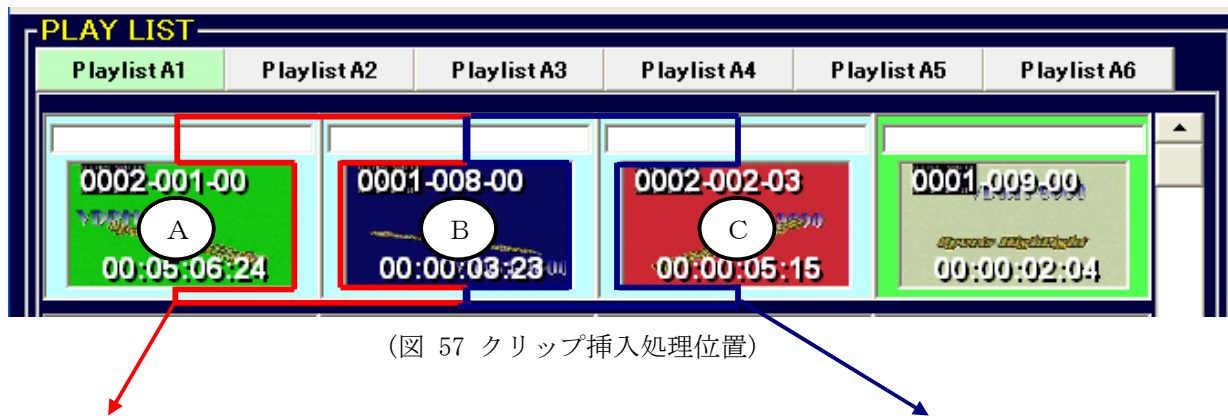 PLAY LIST
Playlist A1 Playlist A2 Playlist A3 Playlist A4 Playlist A5 Playlist A6
0002-001-00 0001-008-00 0002-002-03 0001-009-00
A B C
Sports HighLight
00:05:06:24 00:00:03:23 00:00:05:15 00:00:02:04
(図 57 クリップ挿入処理位置)